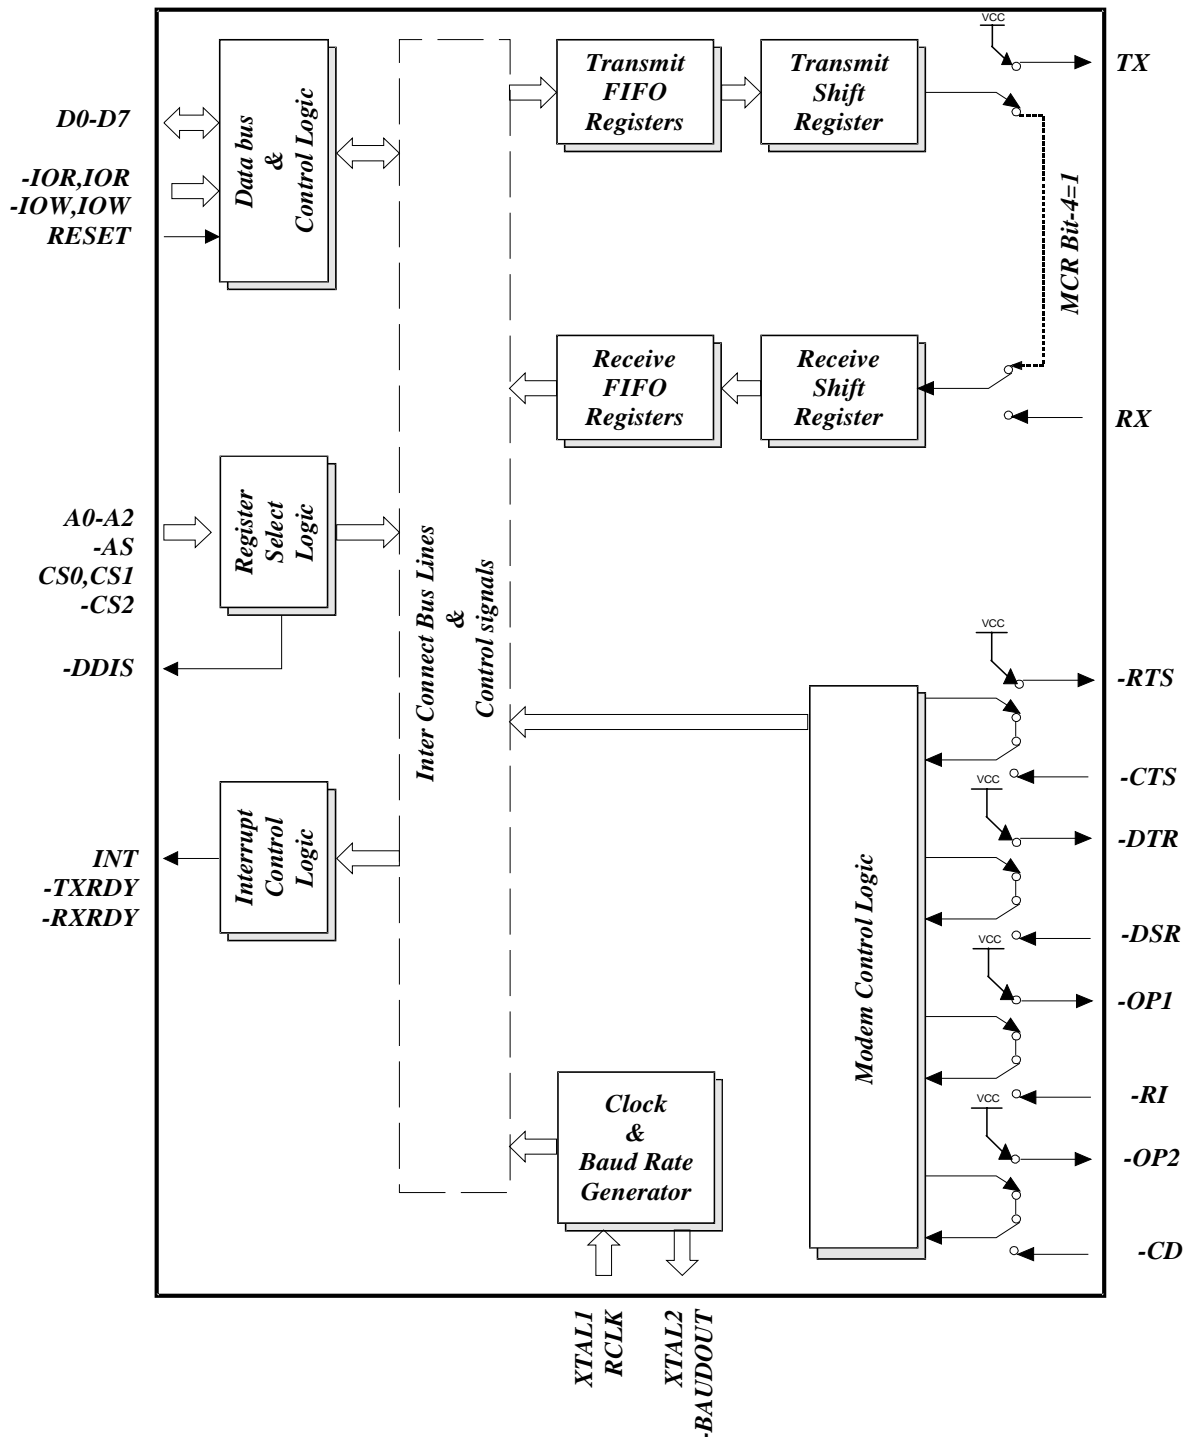 VCC
TX
Transmit
FIFO
Registers
Transmit
Shift
Register
D0-D7
-IOR,IOR
-IOW,IOW
RESET
Data bus
&
Control Logic
MCR Bit-4=1
Receive
FIFO
Registers
Receive
Shift
Register
RX
A0-A2
-AS
CS0,CS1
-CS2
-DDIS
Register
Select
Logic
Inter Connect Bus Lines
&
Control signals
INT
-TXRDY
-RXRDY
Interrupt
Control
Logic
Modem Control Logic
VCC
-RTS
-CTS
VCC
-DTR
-DSR
VCC
-OP1
-RI
VCC
-OP2
-CD
Clock
&
Baud Rate
Generator
XTAL1
RCLK
XTAL2
-BAUDOUT